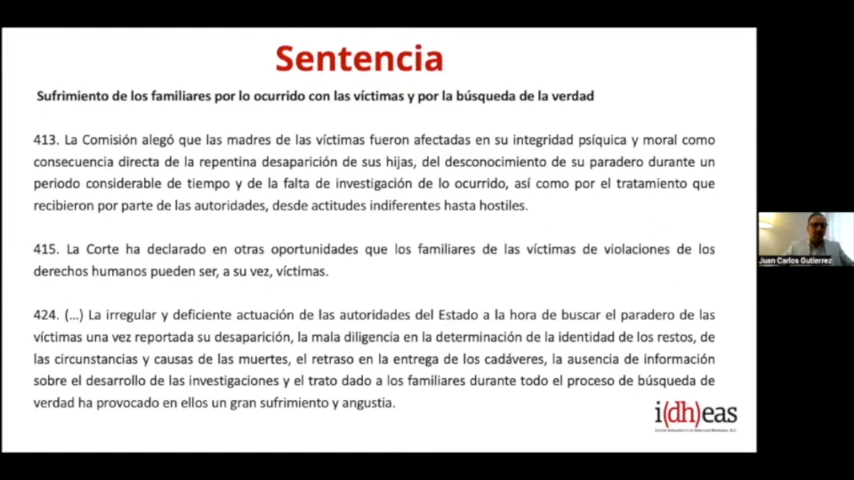 Sentencia
Sufrimiento de los familiares por lo ocurrido con las víctimas y por la búsqueda de la verdad
413. La Comisión alegó que las madres de las víctimas fueron afectadas en su integridad psíquica y moral como
consecuencia directa de la repentina desaparición de sus hijas, del desconocimiento de su paradero durante un
periodo considerable de tiempo y de la falta de investigación de lo ocurrido, así como por el tratamiento que
recibieron por parte de las autoridades, desde actitudes indiferentes hasta hostiles.
415. La Corte ha declarado en otras oportunidades que los familiares de las víctimas de violaciones de los
derechos humanos pueden ser, a su vez, víctimas.
424. (...) La irregular y deficiente actuación de las autoridades del Estado a la hora de buscar el paradero de las
víctimas una vez reportada su desaparición, la mala diligencia en la determinación de la identidad de los restos, de
las circunstancias y causas de las muertes, el retraso en la entrega de los cadáveres, la ausencia de información
sobre el desarrollo de las investigaciones y el trato dado a los familiares durante todo el proceso de búsqueda de
verdad ha provocado en ellos un gran sufrimiento y angustia.
i(dh)eas
Juan Carlos Gutierrez